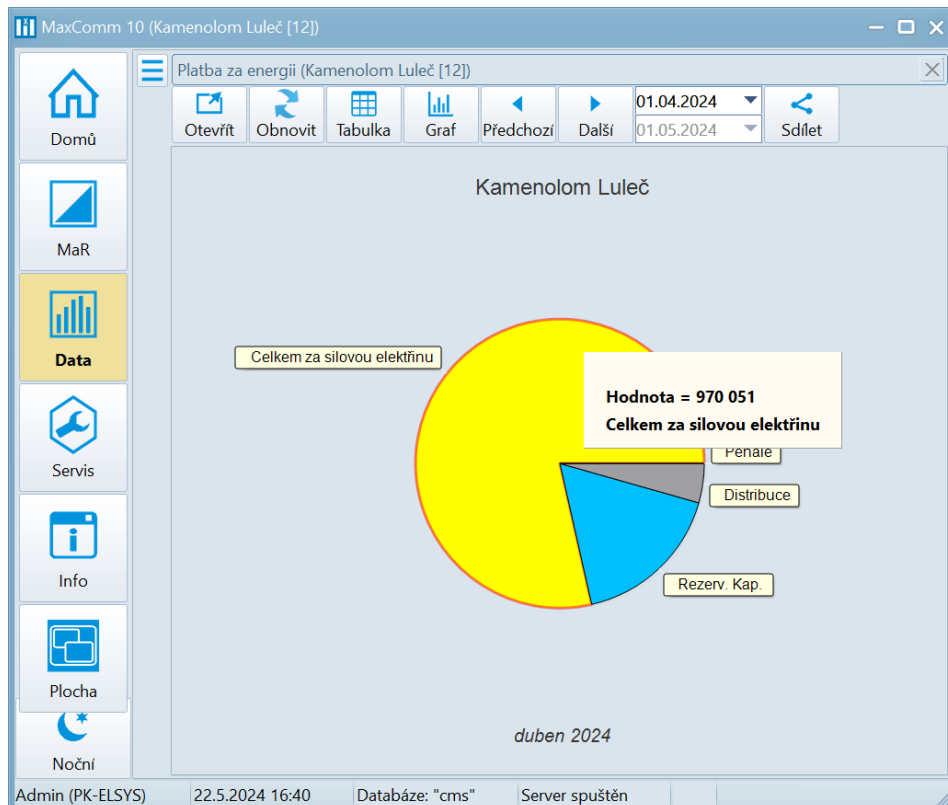 MaxComm 10 (Kamenolom Luleč [12])
Platba za energii (Kamenolom Luleč [12])
Domů
MaR
Data
Servis
Info
Plocha
Noční
Otevřít
Obnovit
Tabulka
Graf
Předchozí
Další
01.04.2024
01.05.2024
Sdílet
Kamenolom Luleč
Celkem za silovou elektřinu
Hodnota = 970 051
Celkem za silovou elektřinu
Penále
Distribuce
Rezerv. Kap.
duben 2024
Admin (PK-ELSYS)
22.5.2024 16:40
Databáze: "cms"
Server spuštěn